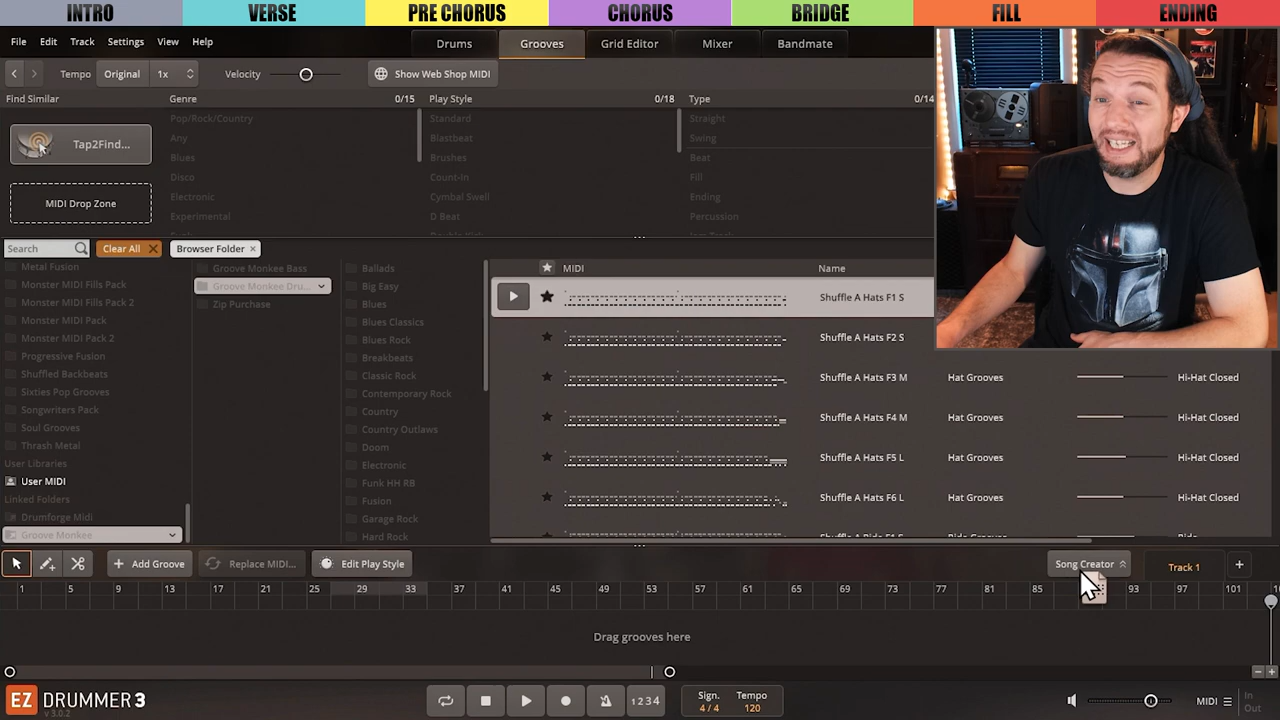 INTRO VERSE PRE CHORUS CHORUS BRIDGE FILL ENDING
File Edit Track Settings View Help
Drums Grooves Grid Editor Mixer Bandmate
Tempo Original 1x Velocity Show Web Shop MIDI
Find Similar Genre 0/15 Play Style 0/18 Type 0/14
Pop/Rock/Country Standard Straight
Any Blastbeat Swing
Blues Brushes Beat
Disco Count-In Fill
Electronic Cymbal Swell Ending
Experimental D Beat Percussion
Tap2Find...
MIDI Drop Zone
Search Clear All Browser Folder
Metal Fusion
Monster MIDI Fills Pack
Monster MIDI Fills Pack 2
Monster MIDI Pack
Monster MIDI Pack 2
Progressive Fusion
Shuffled Backbeats
Sixties Pop Grooves
Songwriters Pack
Soul Grooves
Thrash Metal
User Libraries
User MIDI
Linked Folders
Drumforge Midi
Groove Monkee
Groove Monkee Bass
Groove Monkee Dru...
Zip Purchase
Ballads
Big Easy
Blues
Blues Classics
Blues Rock
Breakbeats
Classic Rock
Contemporary Rock
Country
Country Outlaws
Doom
Electronic
Funk HH RB
Fusion
Garage Rock
Hard Rock
MIDI Name
Shuffle A Hats F1 S
Shuffle A Hats F2 S
Shuffle A Hats F3 M Hat Grooves Hi-Hat Closed
Shuffle A Hats F4 M Hat Grooves Hi-Hat Closed
Shuffle A Hats F5 L Hat Grooves Hi-Hat Closed
Shuffle A Hats F6 L Hat Grooves Hi-Hat Closed
Add Groove Replace MIDI... Edit Play Style Song Creator Track 1
1 5 9 13 17 21 25 29 33 37 41 45 49 53 57 61 65 69 73 77 81 85 93 97 101
Drag grooves here
EZ DRUMMER 3
V 3.0.2
1234
Sign. Tempo
4/4 120
MIDI In
Out